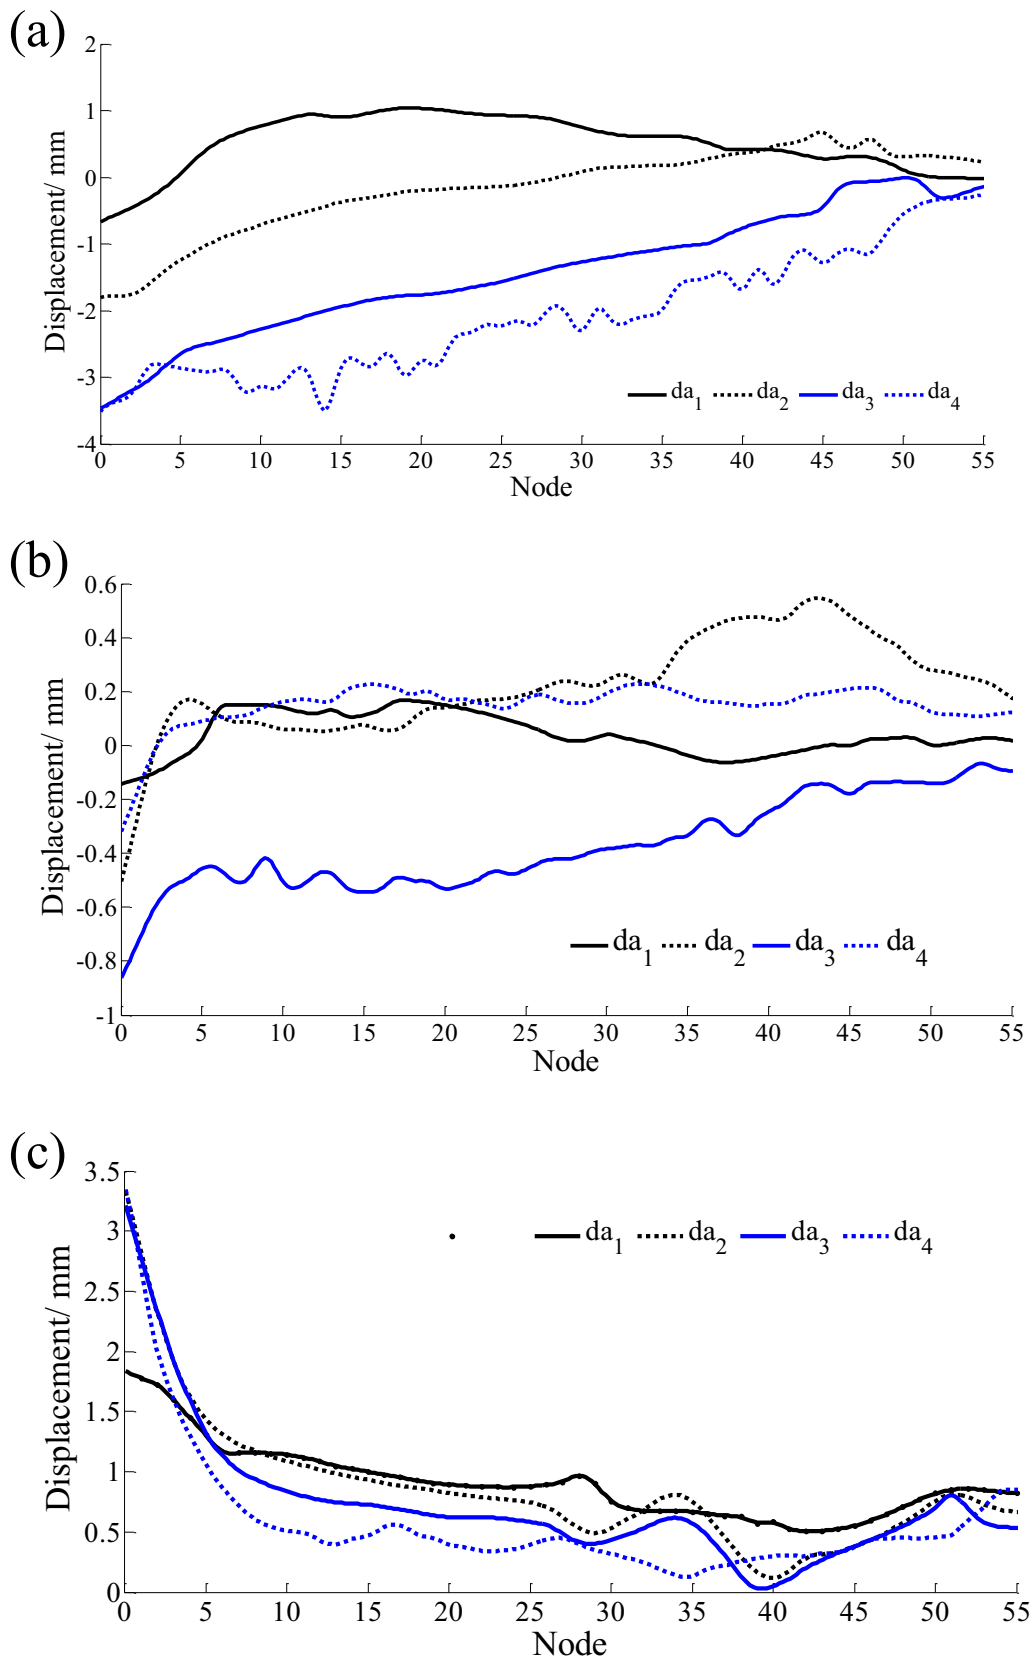 (a)
Displacement/ mm
2
1
0
-1
-2
-3
-4
0 5 10 15 20 25 30 35 40 45 50 55
Node
da1 da2 da3 da4
(b)
Displacement/ mm
0.6
0.4
0.2
0
-0.2
-0.4
-0.6
-0.8
-1
0 5 10 15 20 25 30 35 40 45 50 55
Node
da1 da2 da3 da4
(c)
Displacement/ mm
3.5
3
2.5
2
1.5
1
0.5
0
0 5 10 15 20 25 30 35 40 45 50 55
Node
da1 da2 da3 da4